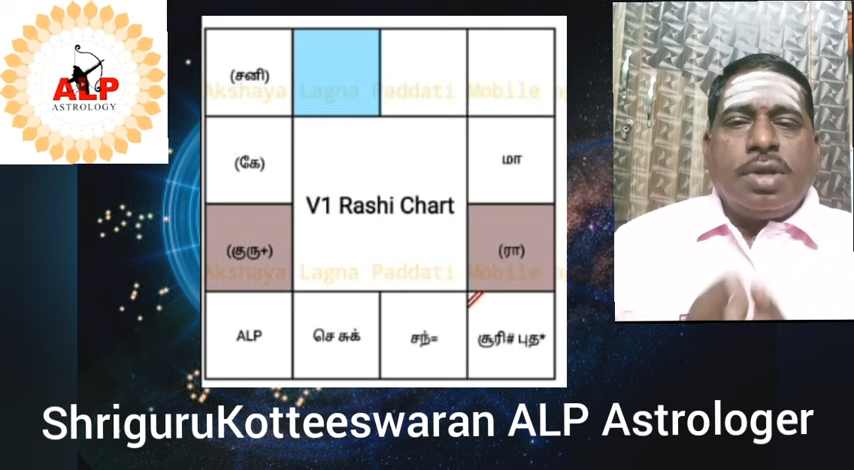 ALP
ASTROLOGY
(சனி)
Akshaya Lagna Paddati Mobile a
(கே)
மா
V1 Rashi Chart
(குரு+)
(ரா)
Akshaya Lagna Paddati Mobile a
ALP
செ சுக்
சந்=
சூரி# புத*
ShriguruKotteeswaran ALP Astrologer